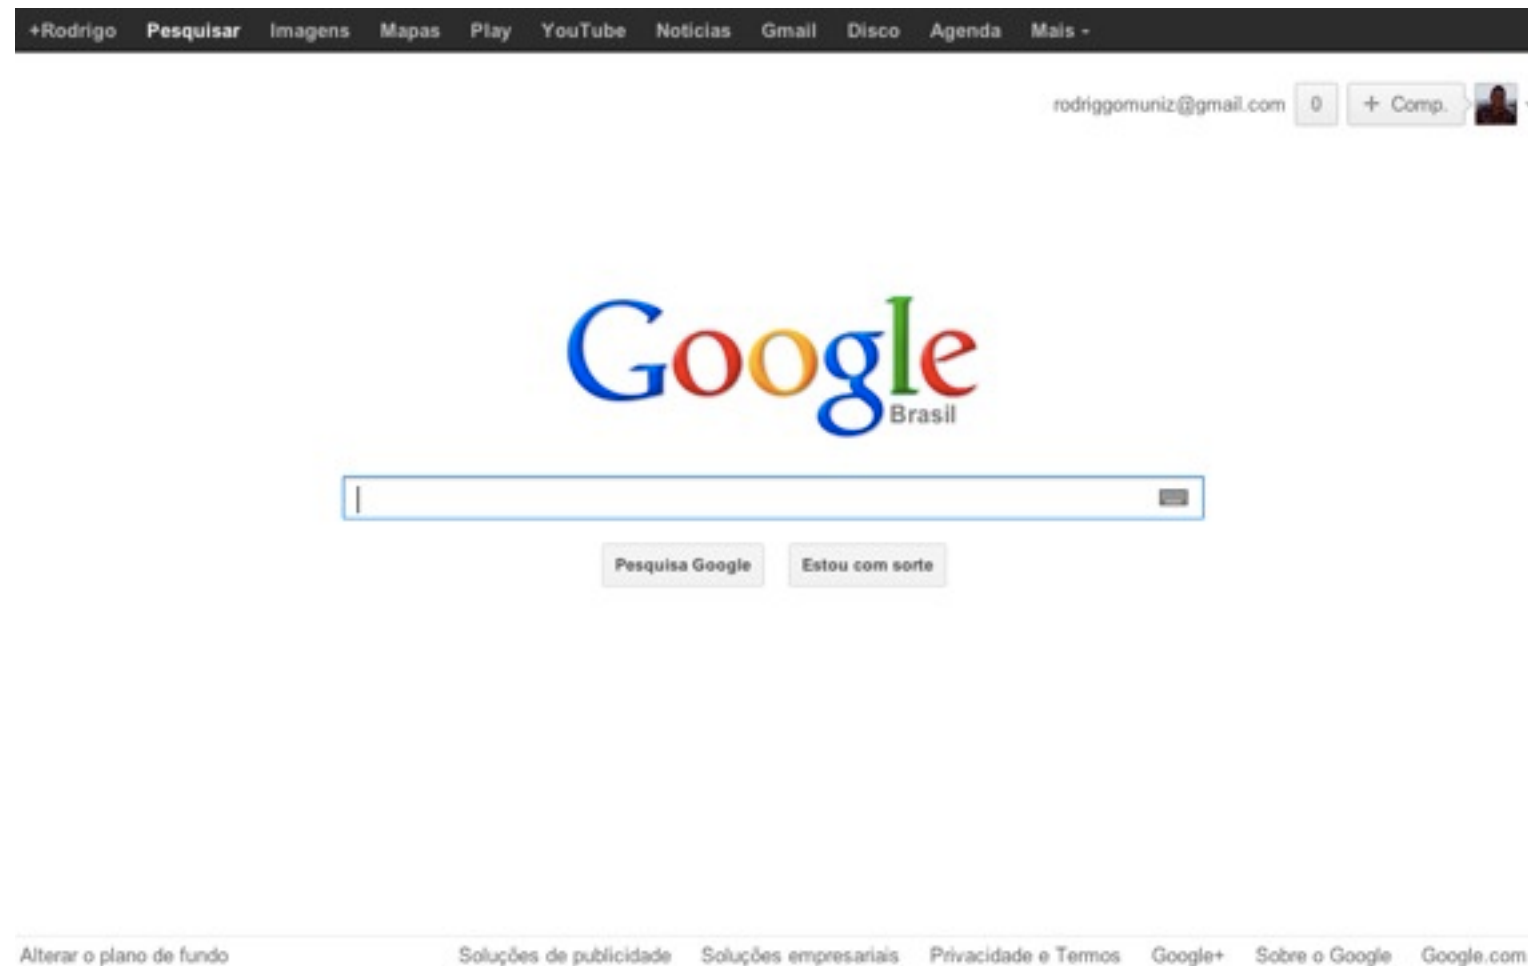 +Rodrigo Pesquisar Imagens Mapas Play YouTube Notícias Gmail Disco Agenda Mais
rodriggomuniz@gmail.com 0 + Comp.
Google
Brasil
Pesquisa Google Estou com sorte
Alterar o plano de fundo Soluções de publicidade Soluções empresariais Privacidade e Termos Google+ Sobre o Google Google.com